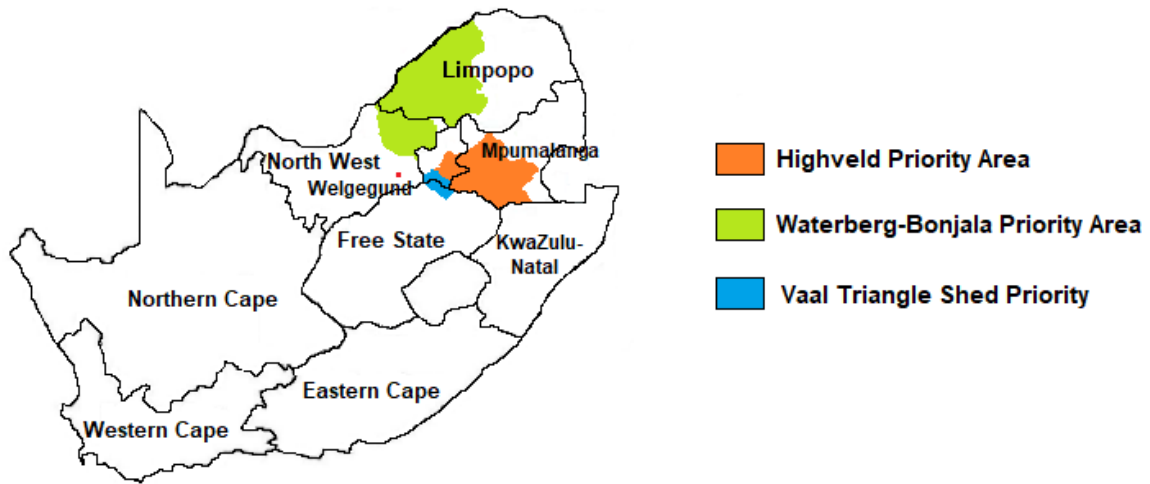 Limpopo
North West
Mpumalanga
Welgegund
Free State
KwaZulu-
Natal
Northern Cape
Eastern Cape
Western Cape
Highveld Priority Area
Waterberg-Bonjala Priority Area
Vaal Triangle Shed Priority